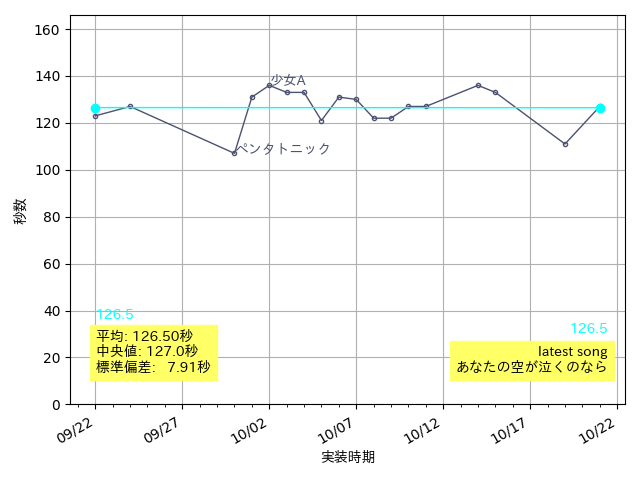 160
140
120
100
80
60
40
20
0
秒数
少女A
ペンタトニック
126.5
126.5
平均: 126.50秒
中央値: 127.0秒
標準偏差:  7.91秒
latest song
あなたの空が泣くのなら
09/22
09/27
10/02
10/07
10/12
10/17
10/22
実装時期